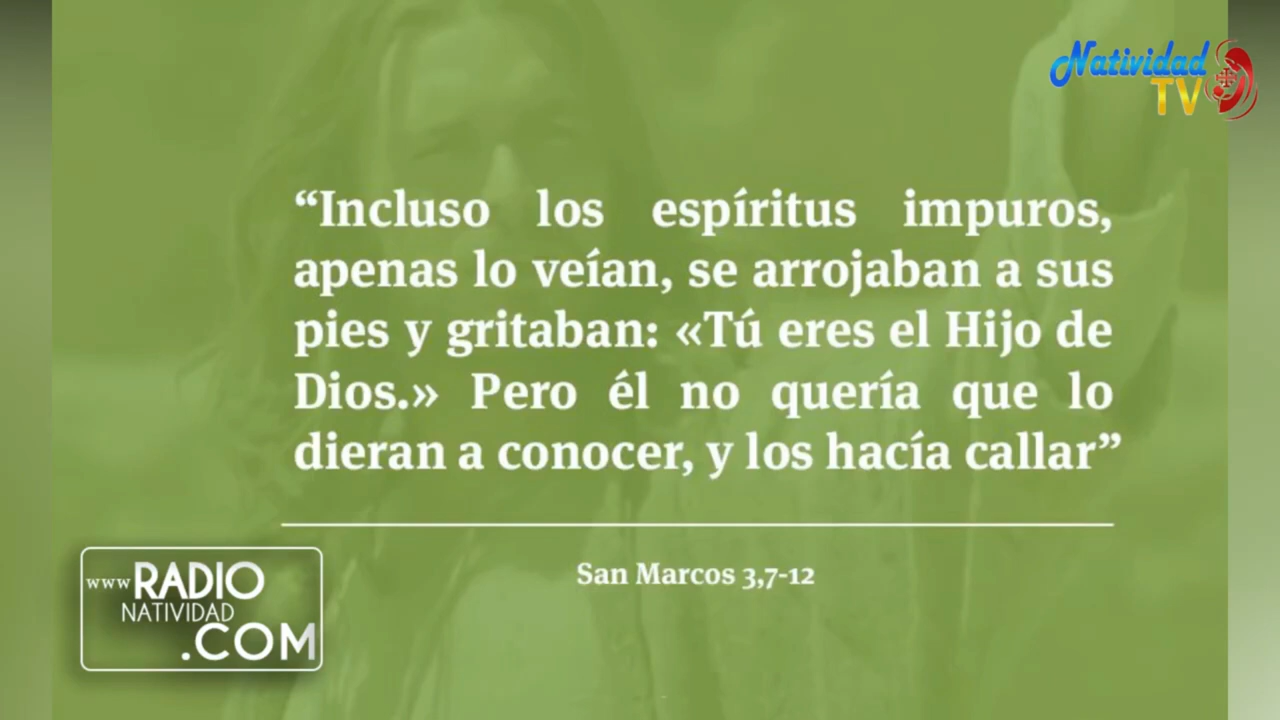 Natividad
TV
“Incluso los espíritus impuros,
apenas lo veían, se arrojaban a sus
pies y gritaban: «Tú eres el Hijo de
Dios.» Pero él no quería que lo
dieran a conocer, y los hacía callar”
San Marcos 3,7-12
www RADIO
NATIVIDAD
.COM